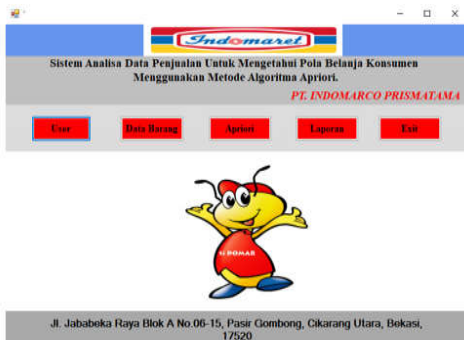 Indomaret
Sistem Analisa Data Penjualan Untuk Mengetahui Pola Belanja Konsumen
Menggunakan Metode Algoritma Apriori.
PT. INDOMARCO PRISMATAMA
User
Data Barang
Apriori
Laporan
Exit
SI DOMAR
Jl. Jababeka Raya Blok A No.06-15, Pasir Gombong, Cikarang Utara, Bekasi,
17520